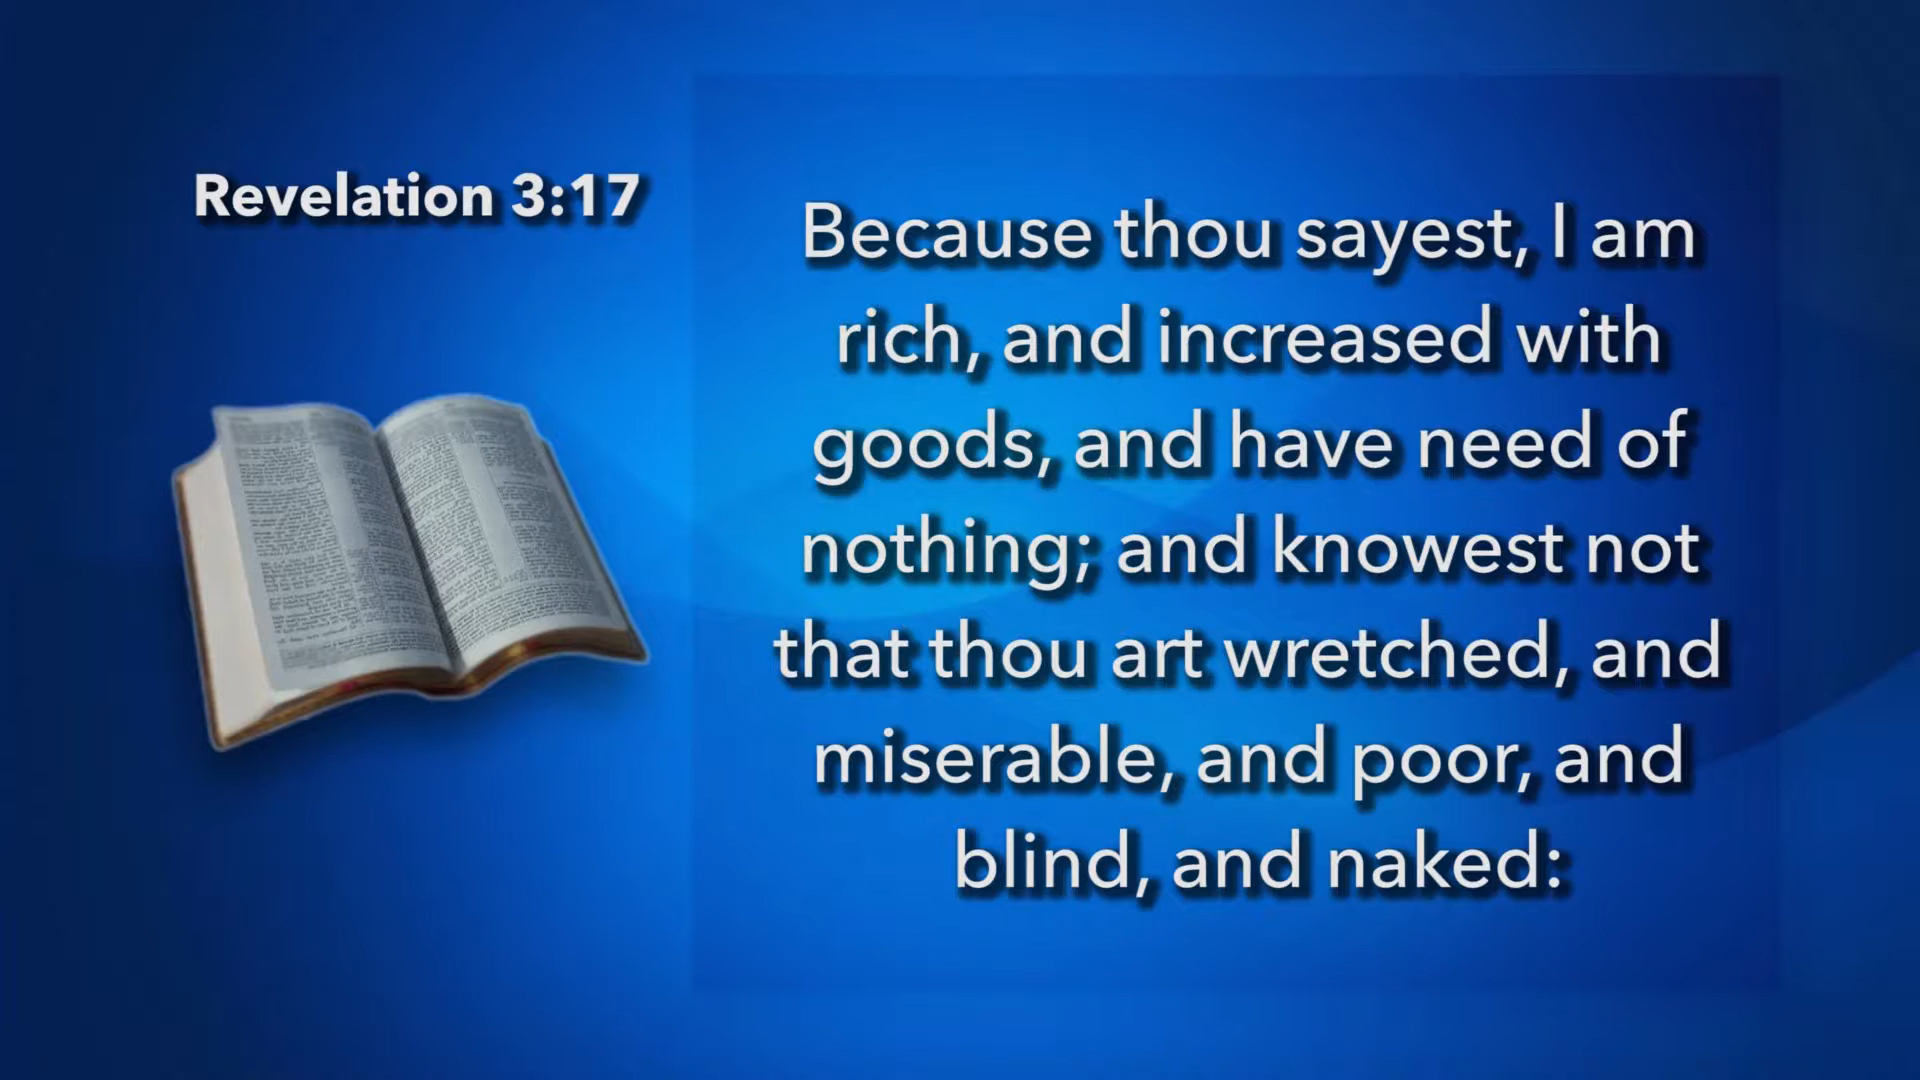 Revelation 3:17
Because thou sayest, I am
rich, and increased with
goods, and have need of
nothing; and knowest not
that thou art wretched, and
miserable, and poor, and
blind, and naked: